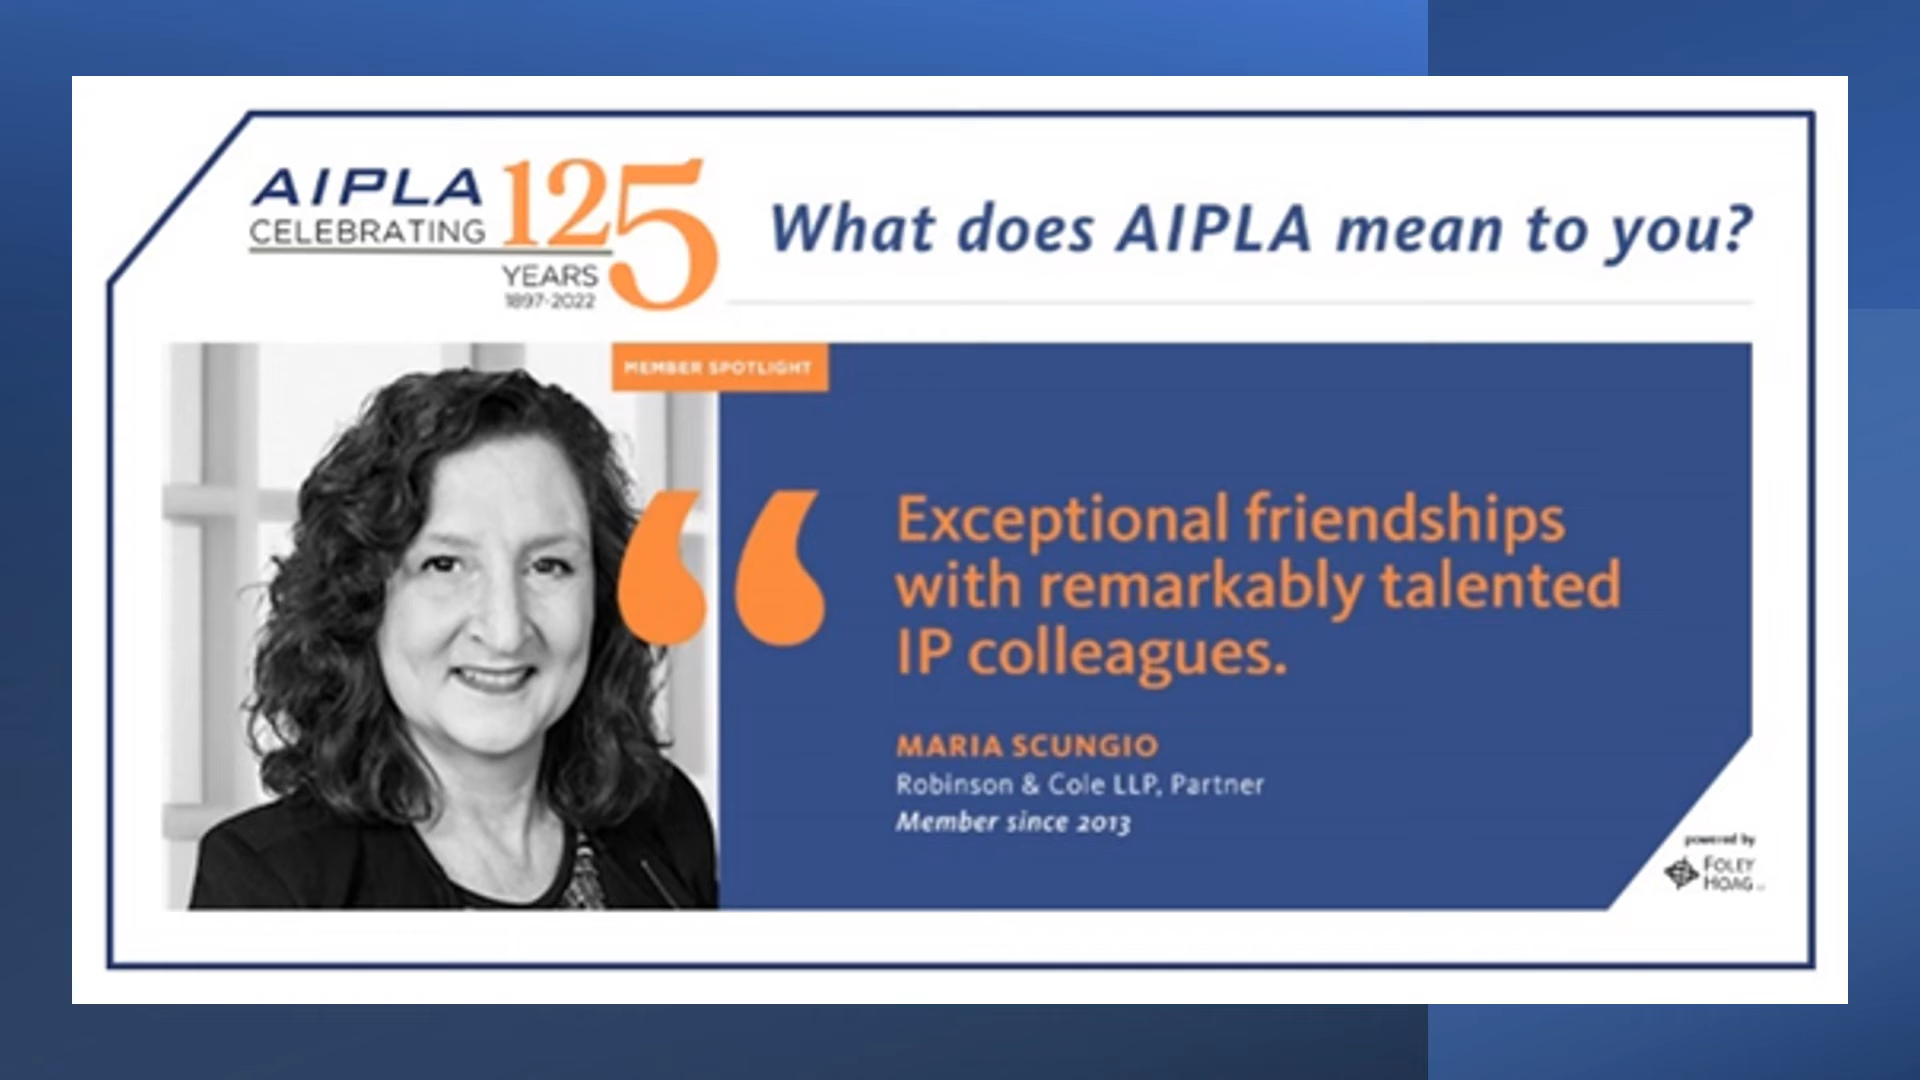 AIPLA
CELEBRATING
125
YEARS
1897-2022
What does AIPLA mean to you?
MEMBER SPOTLIGHT
“
Exceptional friendships
with remarkably talented
IP colleagues.
MARIA SCUNGIO
Robinson & Cole LLP, Partner
Member since 2013
powered by
FOLEY
HOAG